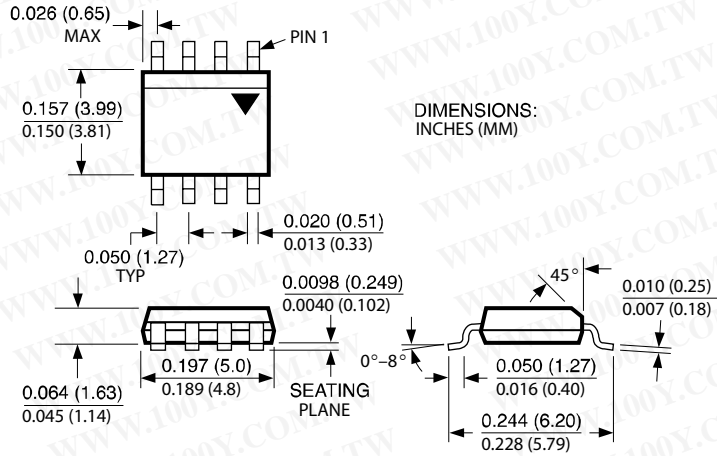 0.026 (0.65)
MAX
PIN 1
0.157 (3.99)
0.150 (3.81)
DIMENSIONS:
INCHES (MM)
0.020 (0.51)
0.013 (0.33)
0.050 (1.27)
TYP
0.0098 (0.249)
0.0040 (0.102)
45°
0.010 (0.25)
0.007 (0.18)
0°–8°
0.197 (5.0)
0.189 (4.8)
0.050 (1.27)
0.016 (0.40)
0.064 (1.63)
0.045 (1.14)
SEATING
PLANE
0.244 (6.20)
0.228 (5.79)
WWW.100Y.COM.TW